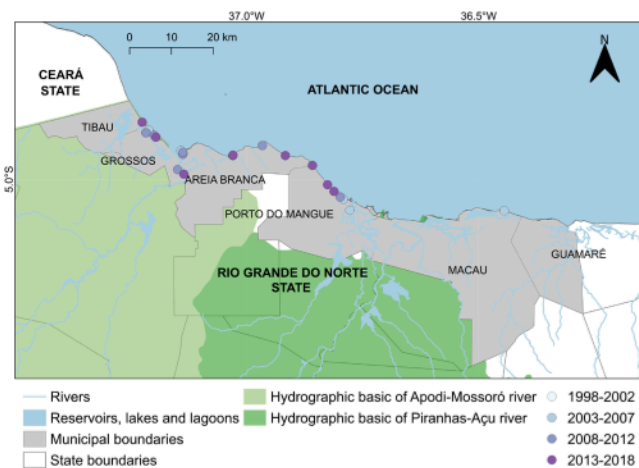 37.0°W 36.5°W
0 10 20 km
N
CEARÁ
STATE
ATLANTIC OCEAN
TIBAU
GROSSOS
5.0°S
AREIA BRANCA
PORTO DO MANGUE
RIO GRANDE DO NORTE
STATE
MACAU
GUAMARÉ
Rivers
Reservoirs, lakes and lagoons
Municipal boundaries
State boundaries
Hydrographic basic of Apodi-Mossoró river
Hydrographic basic of Piranhas-Açu river
1998-2002
2003-2007
2008-2012
2013-2018